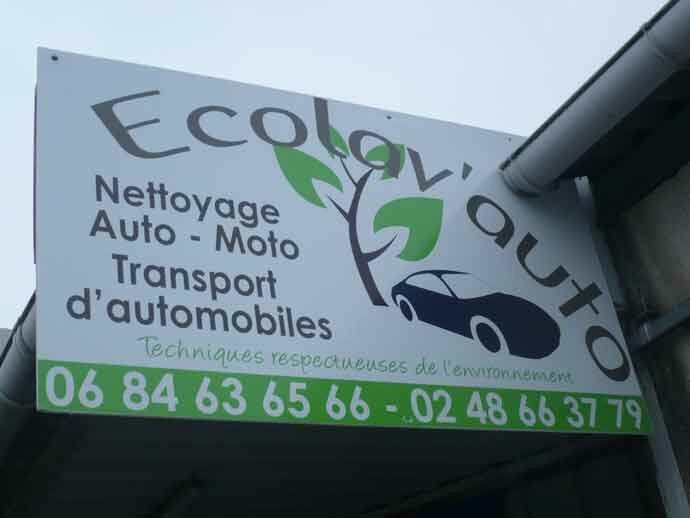 Ecolav'auto
Nettoyage
Auto - Moto
Transport
d'automobiles
Techniques respectueuses de l'environnement
06 84 63 65 66 - 02 48 66 37 79